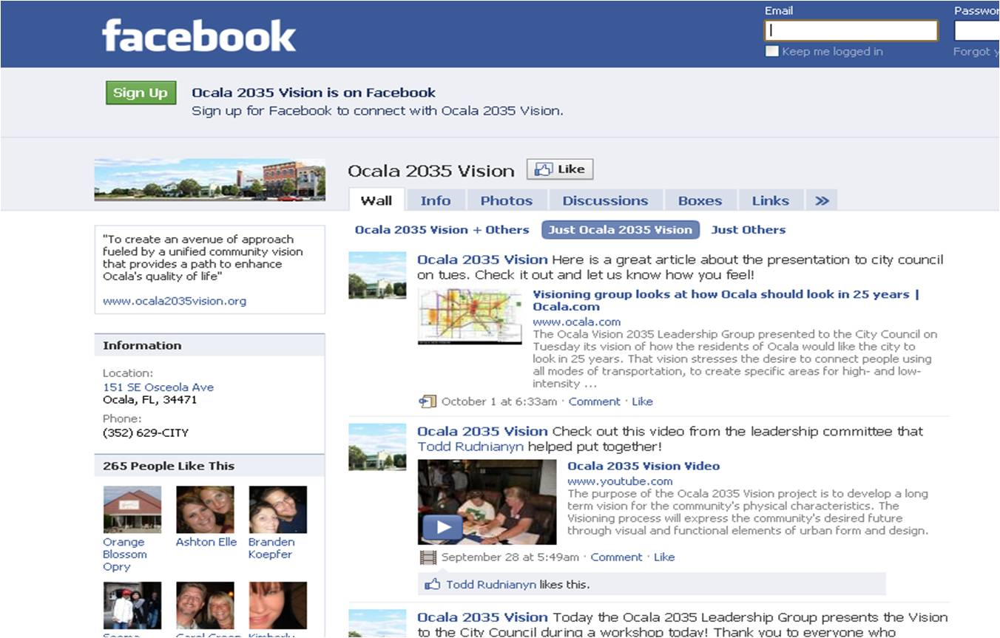 facebook
Email
Keep me logged in
Sign Up
Ocala 2035 Vision is on Facebook
Sign up for Facebook to connect with Ocala 2035 Vision.
Ocala 2035 Vision
Like
Wall
Info
Photos
Discussions
Boxes
Links
»
"To create an avenue of approach
fueled by a unified community vision
that provides a path to enhance
Ocala's quality of life"
www.ocala2035vision.org
Information
Location:
151 SE Osceola Ave
Ocala, FL, 34471
Phone:
(352) 629-CITY
265 People Like This
Orange
Blossom
Opry
Ashton Elle
Branden
Koepfer
Ocala 2035 Vision + Others
Just Ocala 2035 Vision
Just Others
Ocala 2035 Vision Here is a great article about the presentation to city council
on tues. Check it out and let us know how you feel!
Visioning group looks at how Ocala should look in 25 years |
Ocala.com
www.ocala.com
The Ocala Vision 2035 Leadership Group presented to the City Council on
Tuesday its vision of how the residents of Ocala would like the city to
look in 25 years. That vision stresses the desire to connect people using
all modes of transportation, to create specific areas for high- and low-
intensity ...
October 1 at 6:33am · Comment · Like
Ocala 2035 Vision Check out this video from the leadership committee that
Todd Rudnianyn helped put together!
Ocala 2035 Vision Video
www.youtube.com
The purpose of the Ocala 2035 Vision project is to develop a long
term vision for the community's physical characteristics. The
Visioning process will express the community's desired future
through visual and functional elements of urban form and design.
September 28 at 5:49am · Comment · Like
Todd Rudnianyn likes this.
Ocala 2035 Vision Today the Ocala 2035 Leadership Group presents the Vision
to the City Council during a workshop today! Thank you to everyone who